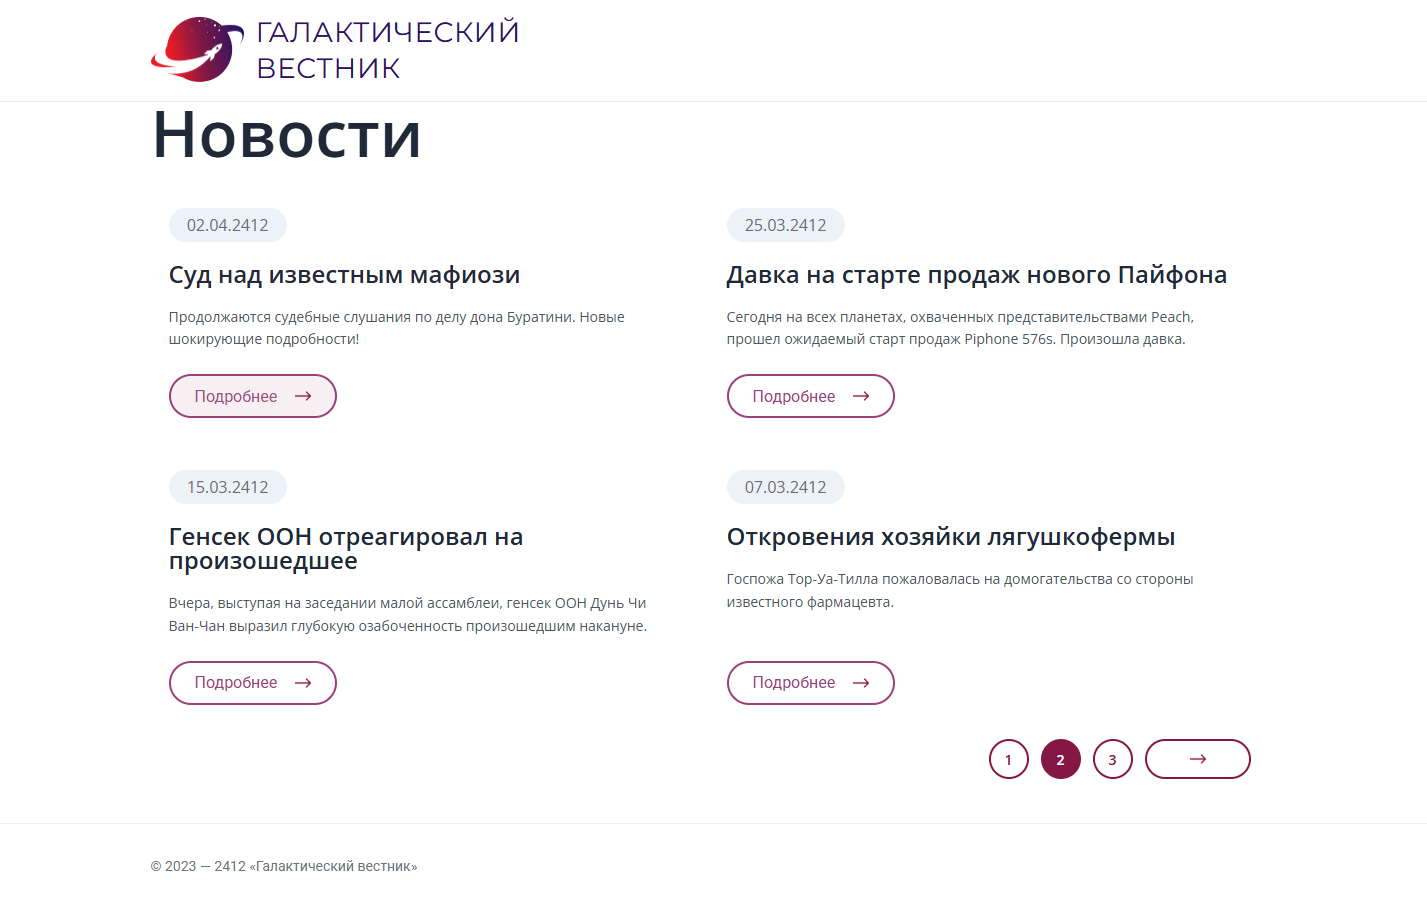 ГАЛАКТИЧЕСКИЙ
ВЕСТНИК
Новости
02.04.2412
Суд над известным мафиози
Продолжаются судебные слушания по делу дона Буратини. Новые
шокирующие подробности!
Подробнее
25.03.2412
Давка на старте продаж нового Пайфона
Сегодня на всех планетах, охваченных представительствами Peach,
прошел ожидаемый старт продаж Piphone 576s. Произошла давка.
Подробнее
15.03.2412
Генсек ООН отреагировал на
произошедшее
Вчера, выступая на заседании малой ассамблеи, генсек ООН Дунь Чи
Ван-Чан выразил глубокую озабоченность произошедшим накануне.
Подробнее
07.03.2412
Откровения хозяйки лягушкофермы
Госпожа Тор-Уа-Тилла пожаловалась на домогательства со стороны
известного фармацевта.
Подробнее
1 2 3
© 2023 — 2412 «Галактический вестник»